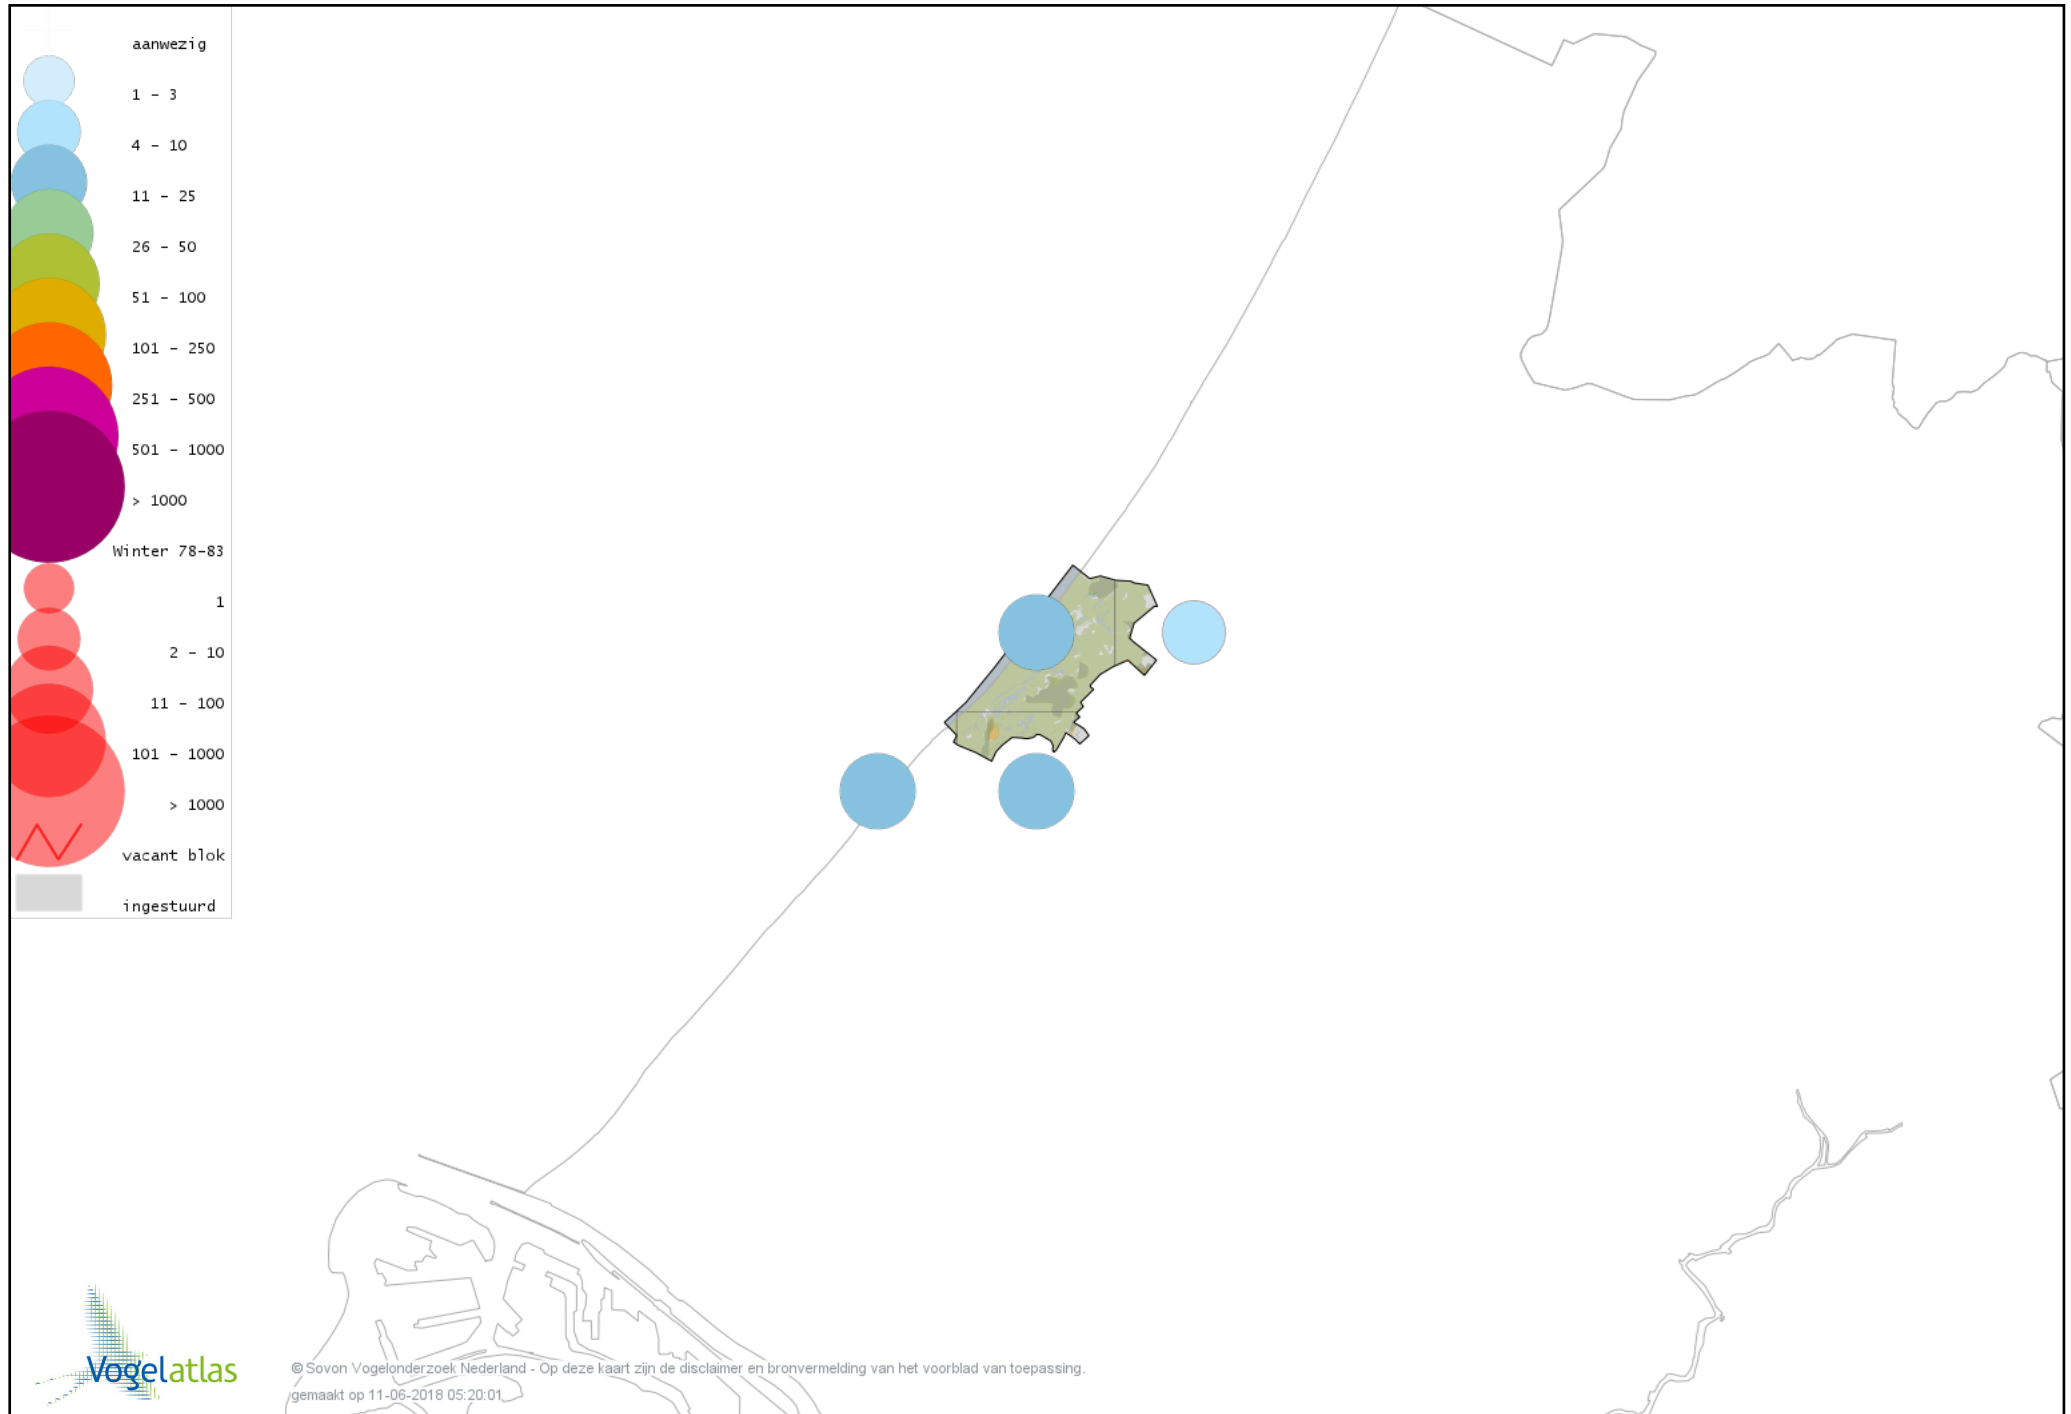 aanwezig
1 - 3
4 - 10
11 - 25
26 - 50
51 - 100
101 - 250
251 - 500
501 - 1000
> 1000
Winter 78-83
1
2 - 10
11 - 100
101 - 1000
> 1000
vacant blok
ingestuurd
Vogelatlas
© Sovon Vogelonderzoek Nederland - Op deze kaart zijn de disclaimer en bronvermelding van het voorblad van toepassing.
gemaakt op 11-06-2018 05:20:01